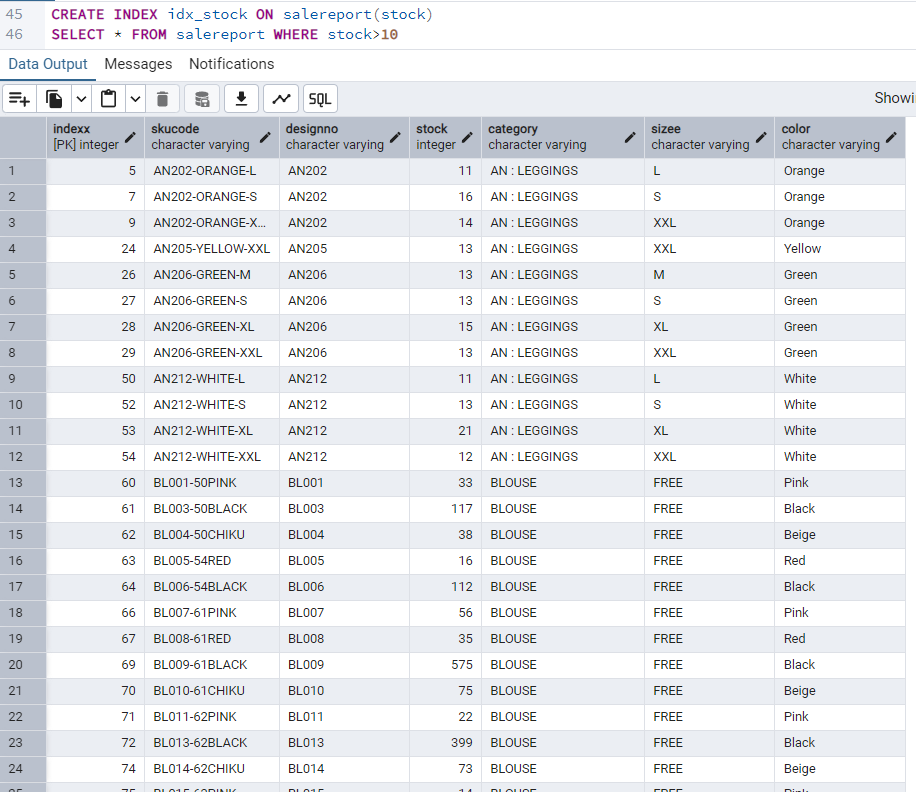 45 CREATE INDEX idx_stock ON salereport(stock)
46 SELECT * FROM salereport WHERE stock>10
Data Output Messages Notifications
SQL Showi
indexx skucode designno stock category sizee color
[PK] integer character varying character varying integer character varying character varying character varying
1 5 AN202-ORANGE-L AN202 11 AN : LEGGINGS L Orange
2 7 AN202-ORANGE-S AN202 16 AN : LEGGINGS S Orange
3 9 AN202-ORANGE-X... AN202 14 AN : LEGGINGS XXL Orange
4 24 AN205-YELLOW-XXL AN205 13 AN : LEGGINGS XXL Yellow
5 26 AN206-GREEN-M AN206 13 AN : LEGGINGS M Green
6 27 AN206-GREEN-S AN206 13 AN : LEGGINGS S Green
7 28 AN206-GREEN-XL AN206 15 AN : LEGGINGS XL Green
8 29 AN206-GREEN-XXL AN206 13 AN : LEGGINGS XXL Green
9 50 AN212-WHITE-L AN212 11 AN : LEGGINGS L White
10 52 AN212-WHITE-S AN212 13 AN : LEGGINGS S White
11 53 AN212-WHITE-XL AN212 21 AN : LEGGINGS XL White
12 54 AN212-WHITE-XXL AN212 12 AN : LEGGINGS XXL White
13 60 BL001-50PINK BL001 33 BLOUSE FREE Pink
14 61 BL003-50BLACK BL003 117 BLOUSE FREE Black
15 62 BL004-50CHIKU BL004 38 BLOUSE FREE Beige
16 63 BL005-54RED BL005 16 BLOUSE FREE Red
17 64 BL006-54BLACK BL006 112 BLOUSE FREE Black
18 66 BL007-61PINK BL007 56 BLOUSE FREE Pink
19 67 BL008-61RED BL008 35 BLOUSE FREE Red
20 69 BL009-61BLACK BL009 575 BLOUSE FREE Black
21 70 BL010-61CHIKU BL010 75 BLOUSE FREE Beige
22 71 BL011-62PINK BL011 22 BLOUSE FREE Pink
23 72 BL013-62BLACK BL013 399 BLOUSE FREE Black
24 74 BL014-62CHIKU BL014 73 BLOUSE FREE Beige